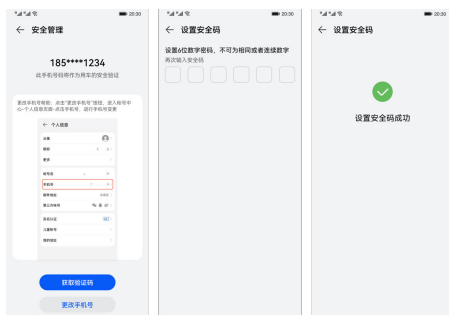 20:30
← 安全管理
185****1234
此手机号码将作为用车的安全验证
更改手机号帮助：点击“更改手机号”按钮，进入帐号中
心-个人信息页面-点击手机号，进行手机号变更
← 个人信息
头像
昵称
更多
帐号名
手机号
邮件地址
第三方帐号
实名认证
儿童帐号
我的地址
获取验证码
更改手机号
20:30
← 设置安全码
设置6位数字密码，不可为相同或者连续数字
再次输入安全码
20:30
← 设置安全码
设置安全码成功